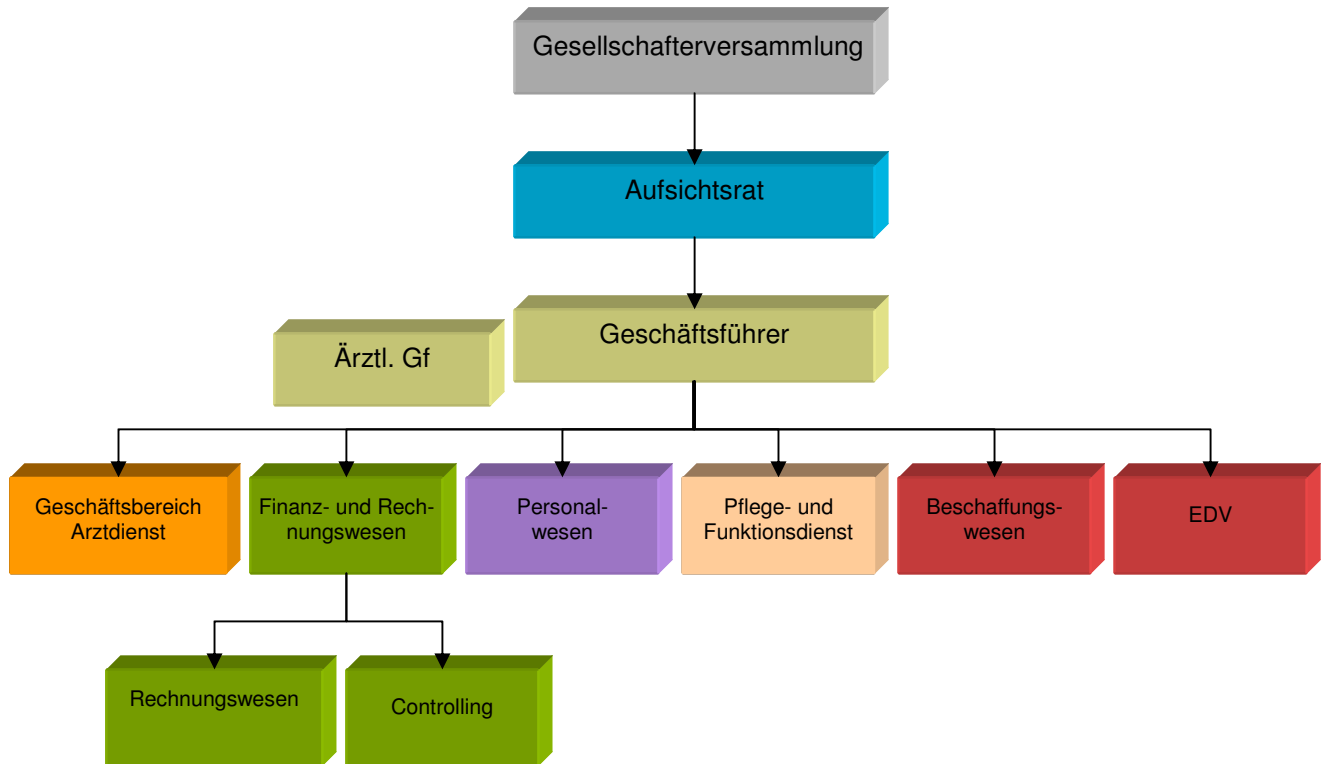 Gesellschafterversammlung
Aufsichtsrat
Geschäftsführer
Ärztl. Gf
Geschäftsbereich
Arztdienst
Finanz- und Rech-
nungswesen
Personal-
wesen
Pflege- und
Funktionsdienst
Beschaffungs-
wesen
EDV
Rechnungswesen
Controlling